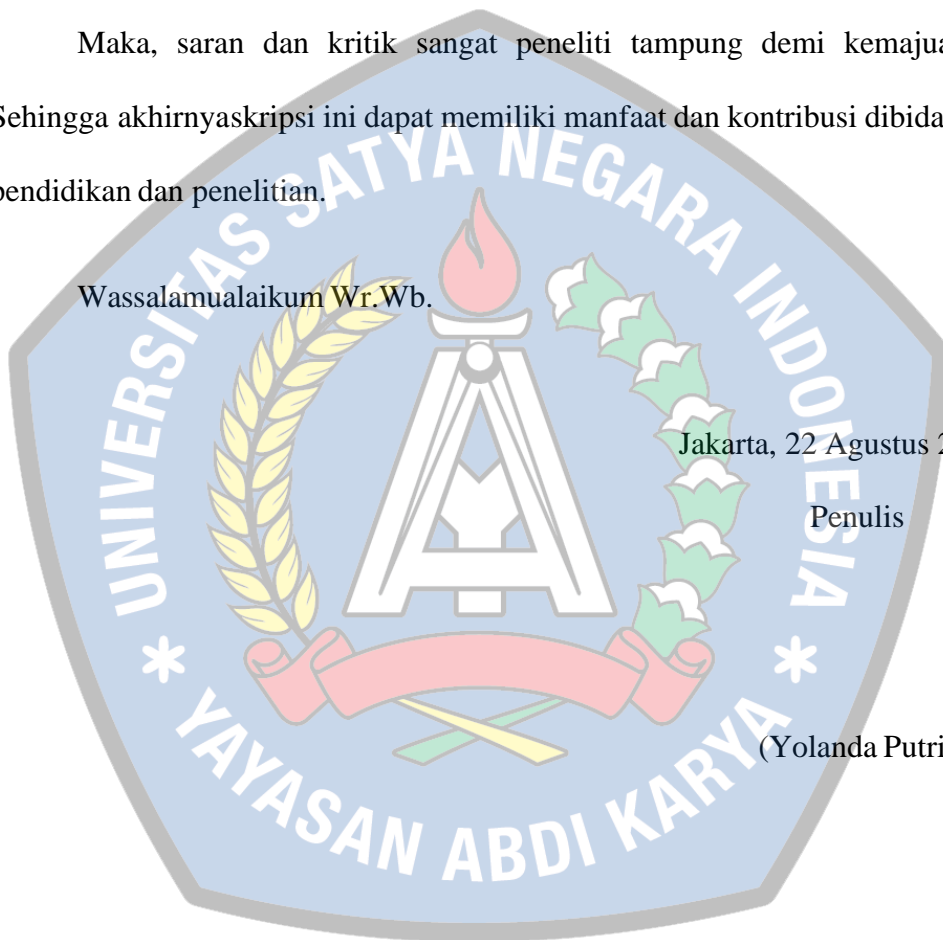 Maka, saran dan kritik sangat peneliti tampung demi kemajua
Sehingga akhirnyaskripsi ini dapat memiliki manfaat dan kontribusi dibida
pendidikan dan penelitian.
Wassalamualaikum Wr.Wb.
Jakarta, 22 Agustus 2
Penulis
(Yolanda Putri
UNIVERSITAS SATYA NEGARA INDONESIA
* YAYASAN ABDI KARYA *